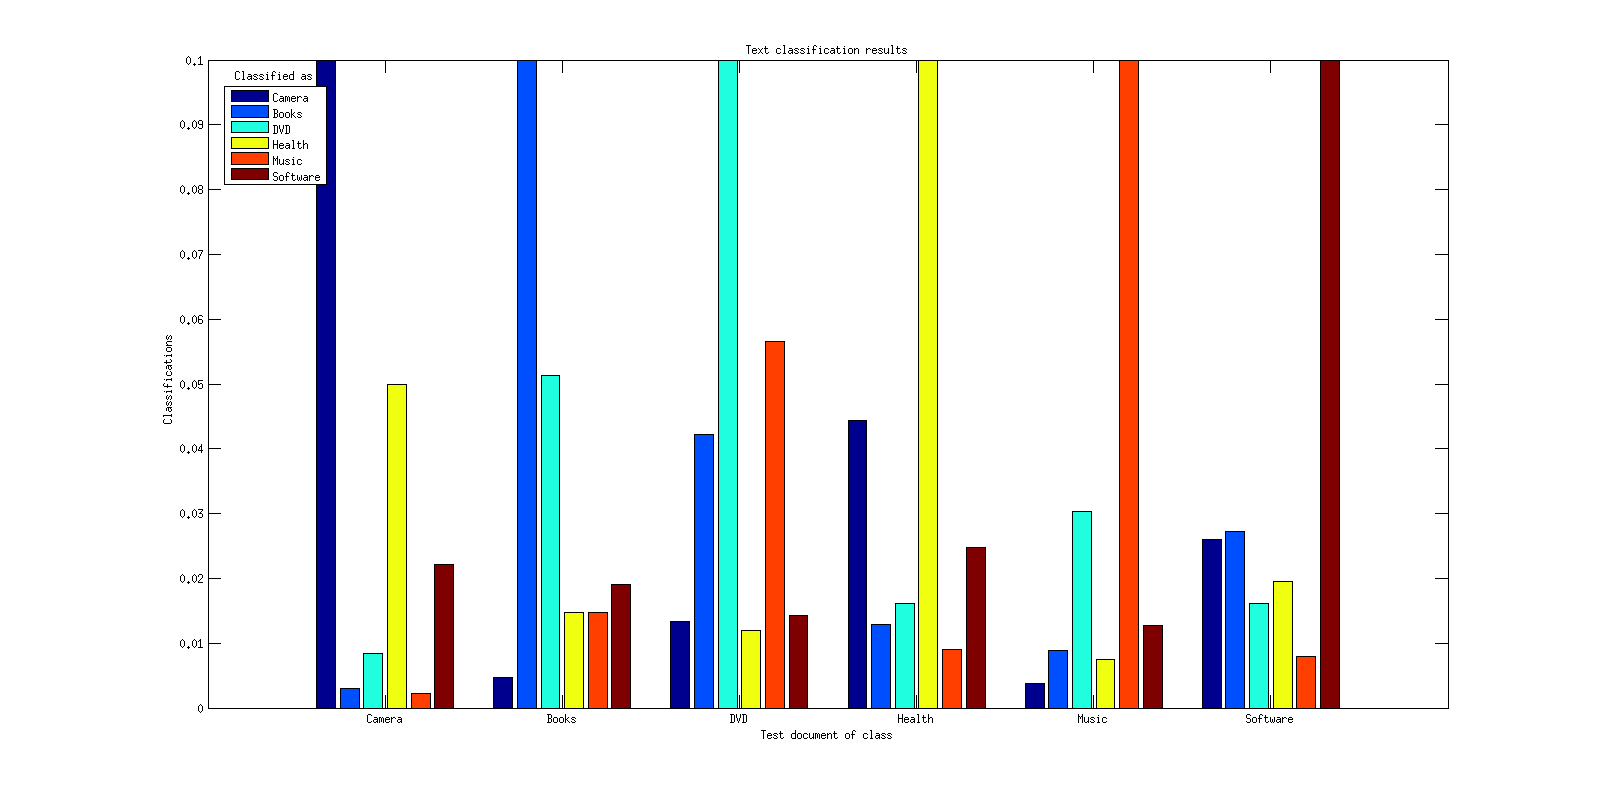 Text classification results
0.1
0.09
0.08
0.07
0.06
0.05
0.04
0.03
0.02
0.01
0
Classifications
Classified as
Camera
Books
DVD
Health
Music
Software
Camera Books DVD Health Music Software
Test document of class